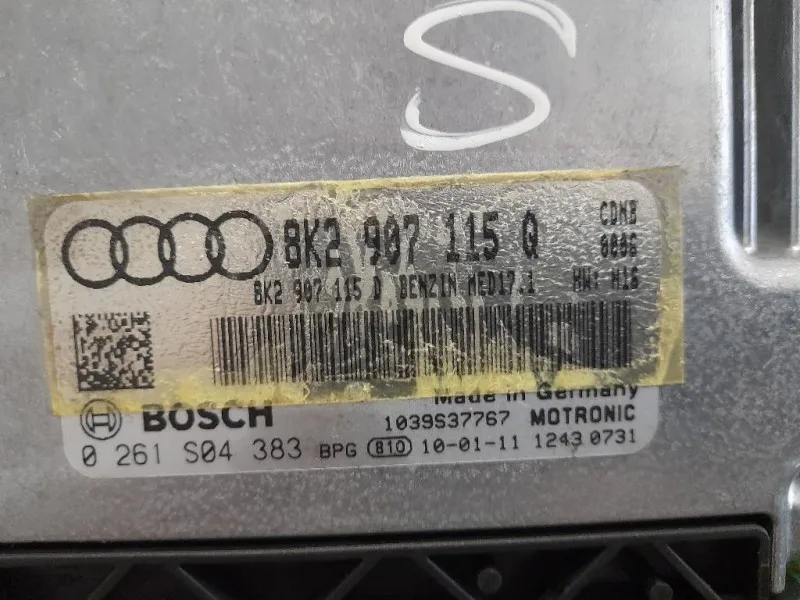 S
8K2 907 115 Q CDNB
0006
8K2 907 115 D BENZIN MED17.1 HW: H16
Made in Germany
BOSCH 1039S37767 MOTRONIC
0 261 S04 383 BPG 810 10-01-11 1243 0731